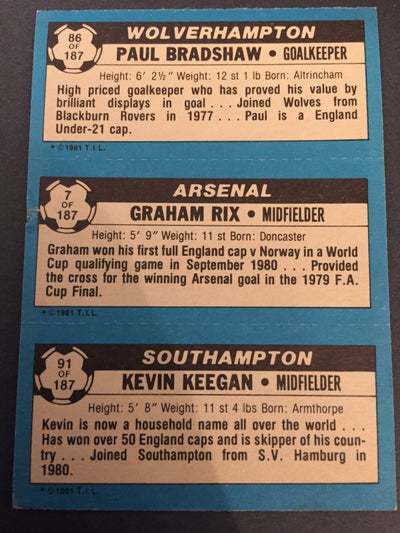 86
OF
187
WOLVERHAMPTON
PAUL BRADSHAW • GOALKEEPER
Height: 6' 2½" Weight: 12 st 1 lb Born: Altrincham
High priced goalkeeper who has proved his value by
brilliant displays in goal . . . Joined Wolves from
Blackburn Rovers in 1977 . . . Paul is a England
Under-21 cap.
* © 1981 T.I.L.
7
OF
187
ARSENAL
GRAHAM RIX • MIDFIELDER
Height: 5' 9" Weight: 11 st Born: Doncaster
Graham won his first full England cap v Norway in a World
Cup qualifying game in September 1980 . . . Provided
the cross for the winning Arsenal goal in the 1979 F.A.
Cup Final.
* © 1981 T.I.L.
91
OF
187
SOUTHAMPTON
KEVIN KEEGAN • MIDFIELDER
Height: 5' 8" Weight: 11 st 4 lbs Born: Armthorpe
Kevin is now a household name all over the world . . .
Has won over 50 England caps and is skipper of his coun-
try . . . Joined Southampton from S.V. Hamburg in
1980.
* © 1981 T.I.L.